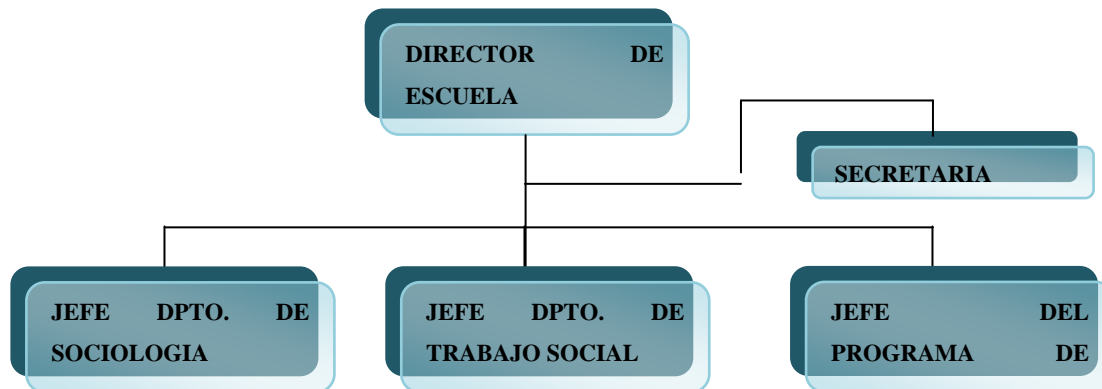 DIRECTOR DE
ESCUELA
SECRETARIA
JEFE DPTO. DE
SOCIOLOGIA
JEFE DPTO. DE
TRABAJO SOCIAL
JEFE DEL
PROGRAMA DE